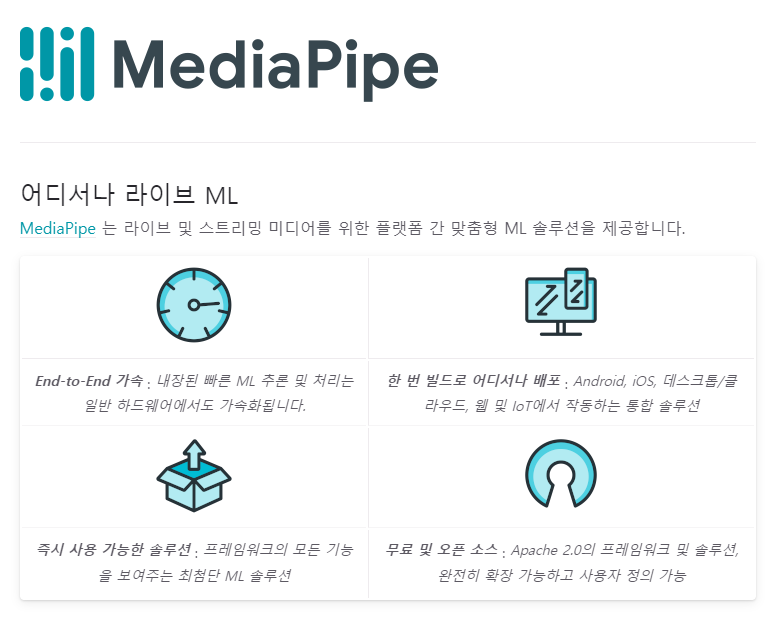 MediaPipe
어디서나 라이브 ML
MediaPipe 는 라이브 및 스트리밍 미디어를 위한 플랫폼 간 맞춤형 ML 솔루션을 제공합니다.
End-to-End 가속 : 내장된 빠른 ML 추론 및 처리는
일반 하드웨어에서도 가속화됩니다.
한 번 빌드로 어디서나 배포 : Android, iOS, 데스크톱/클
라우드, 웹 및 IoT에서 작동하는 통합 솔루션
즉시 사용 가능한 솔루션 : 프레임워크의 모든 기능
을 보여주는 최첨단 ML 솔루션
무료 및 오픈 소스 : Apache 2.0의 프레임워크 및 솔루션,
완전히 확장 가능하고 사용자 정의 가능